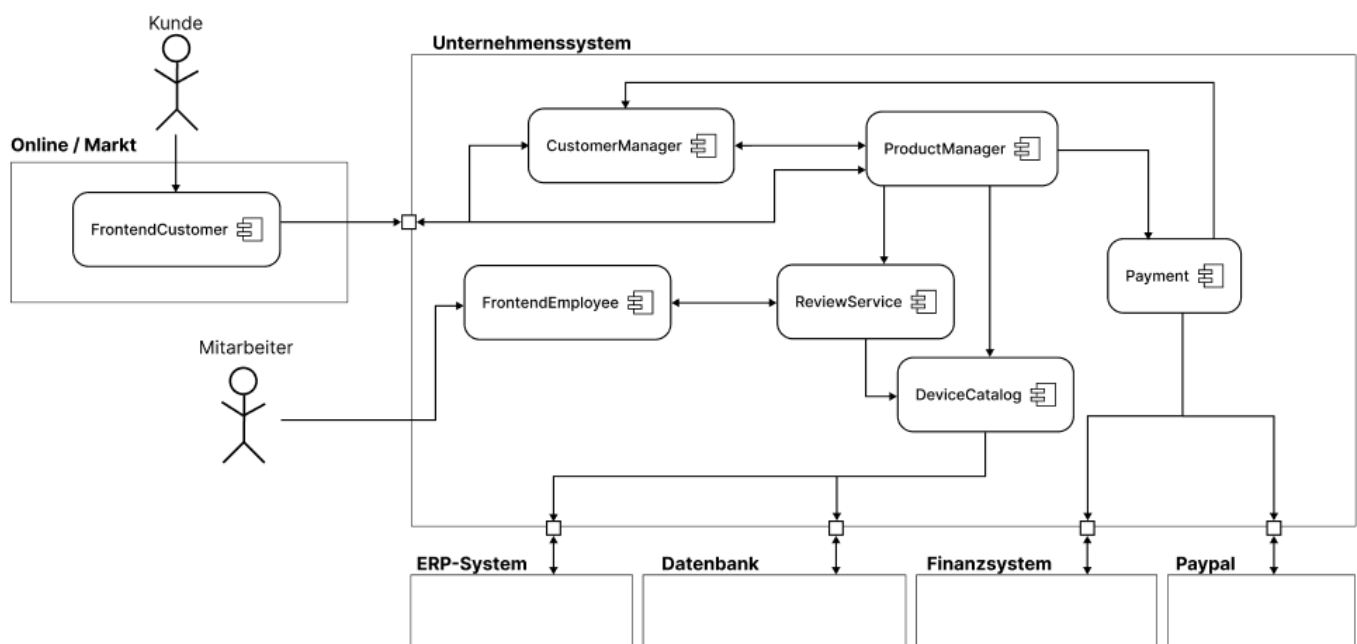 Kunde
Unternehmenssystem
Online / Markt
CustomerManager
ProductManager
FrontendCustomer
FrontendEmployee
ReviewService
Payment
Mitarbeiter
DeviceCatalog
ERP-System
Datenbank
Finanzsystem
Paypal